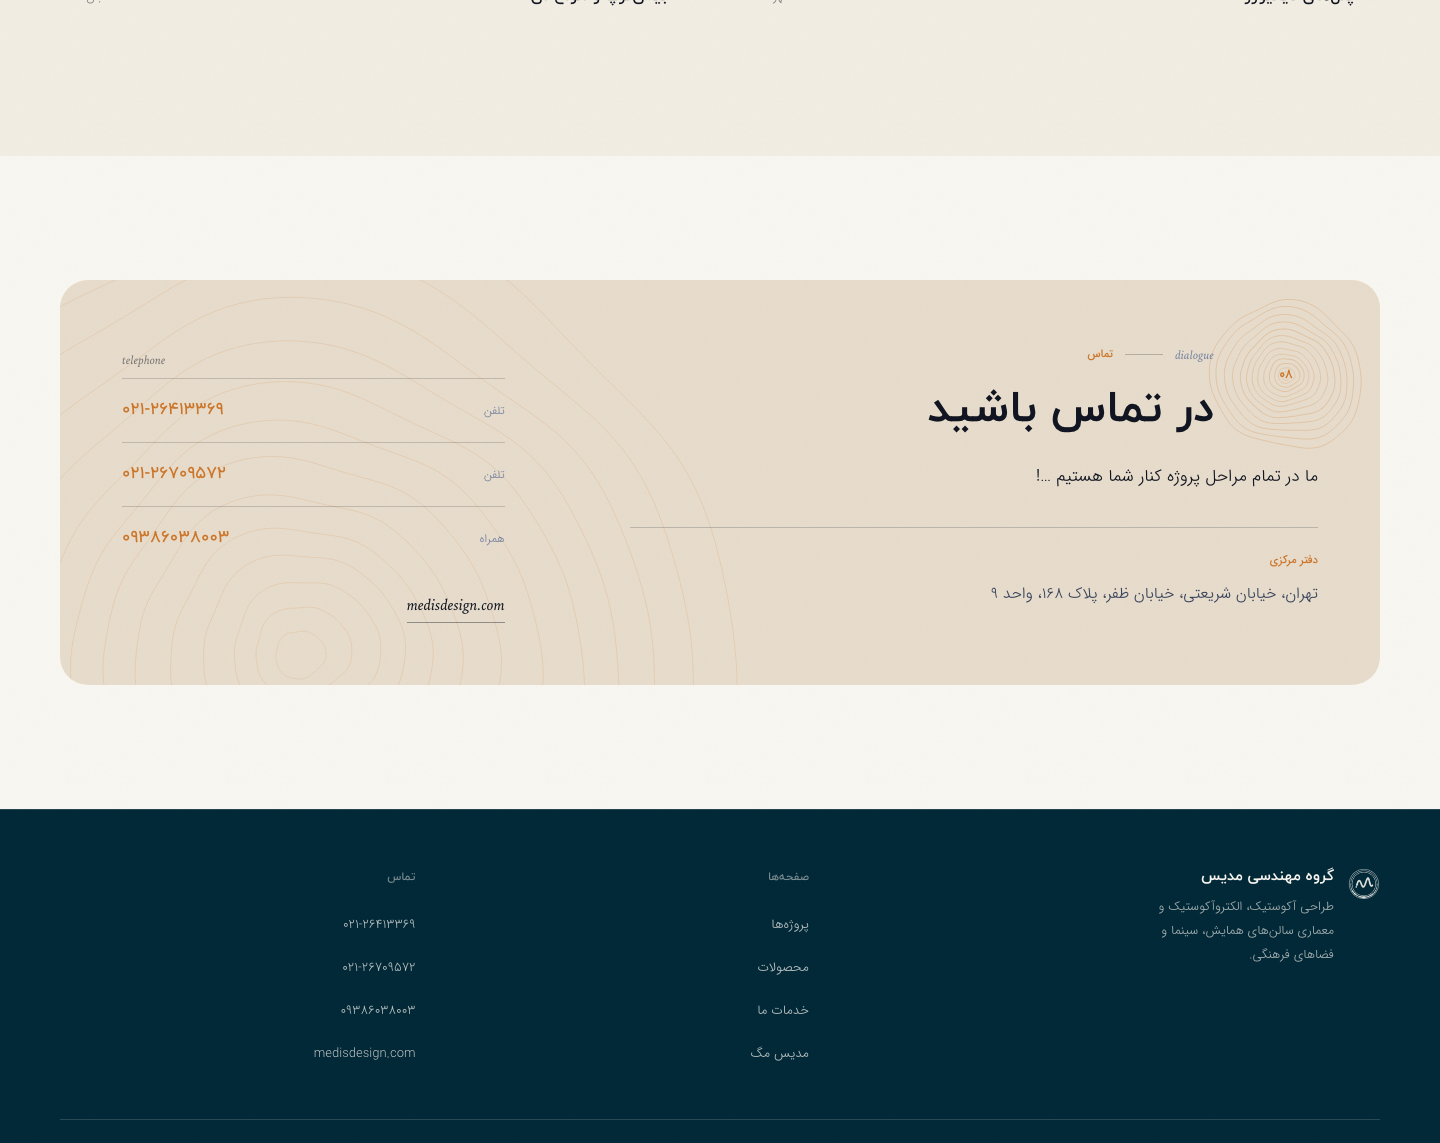 dialogue تماس
۰۸
در تماس باشید
ما در تمام مراحل پروژه کنار شما هستیم ...!
دفتر مرکزی
تهران، خیابان شریعتی، خیابان ظفر، پلاک ۱۶۸، واحد ۹
telephone
تلفن ۰۲۱-۲۶۴۱۳۳۶۹
تلفن ۰۲۱-۲۶۷۰۹۵۷۲
همراه ۰۹۳۸۶۰۳۸۰۰۳
medisdesign.com
گروه مهندسی مدیس
طراحی آکوستیک، الکتروآکوستیک و
معماری سالن‌های همایش، سینما و
فضاهای فرهنگی.
صفحه‌ها
پروژه‌ها
محصولات
خدمات ما
مدیس مگ
تماس
۰۲۱-۲۶۴۱۳۳۶۹
۰۲۱-۲۶۷۰۹۵۷۲
۰۹۳۸۶۰۳۸۰۰۳
medisdesign.com